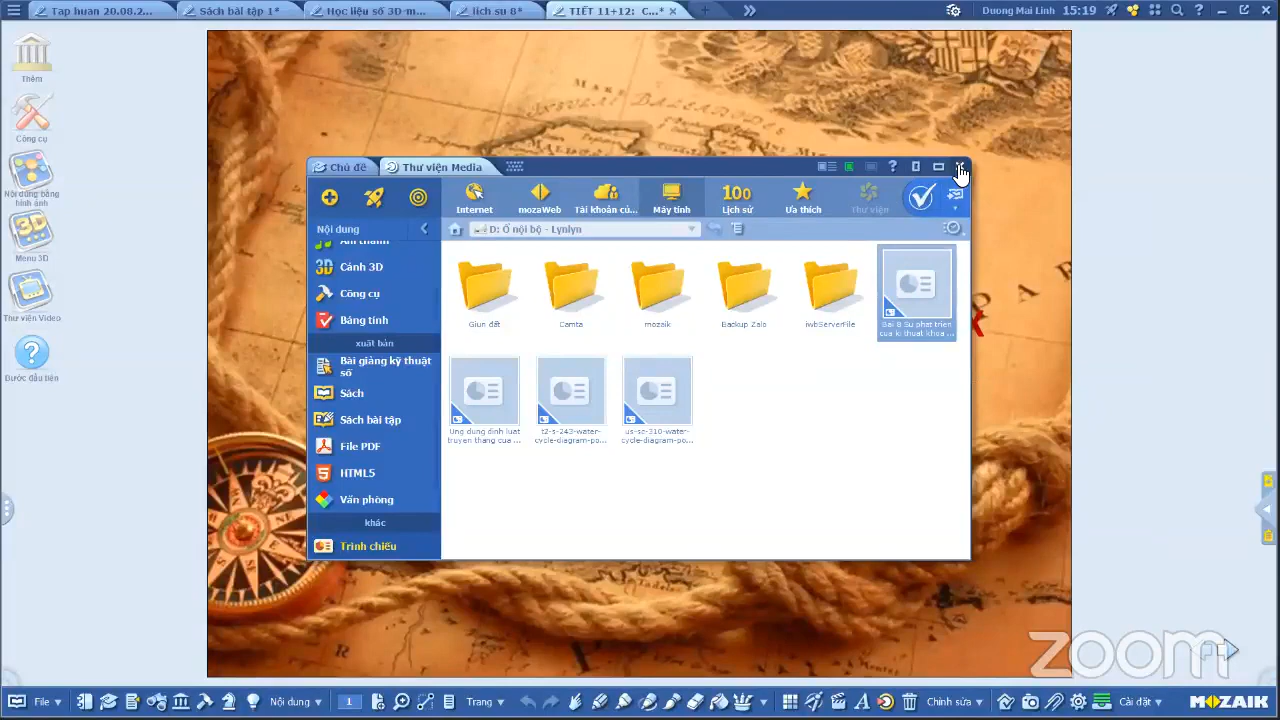 Tap huan 20.08.2...
Sách bài tập 1*
Học liệu số 3D-m...
lịch su 8*
TIẾT 11+12: C...*
Duong Mai Linh
15:19
Thêm
Công cụ
Nội dung bằng
hình ảnh
Menu 3D
Thư viện Video
Bước đầu tiên
Chủ đề
Thư viện Media
Internet
mozaWeb
Tài khoản củ...
Máy tính
Lịch sử
Ưa thích
Thư viện
Nội dung
D: Ổ nội bộ - Lynlyn
Âm thanh
Cảnh 3D
Công cụ
Bảng tính
xuất bản
Bài giảng kỹ thuật
số
Sách
Sách bài tập
File PDF
HTML5
Văn phòng
khác
Trình chiếu
Giun đất
Camta
mozaik
Backup Zalo
iwbServerFile
Bai 8 Su phat trien
cua ki thuat khoa ...
Ung dung dinh luat
truyen thang cua ...
t2-s-243-water-
cycle-diagram-po...
us-sc-310-water-
cycle-diagram-po...
zoom
File
Nội dung
1
Trang
Chỉnh sửa
Cài đặt
MOZAIK